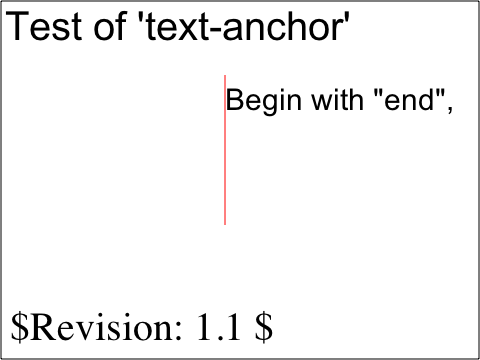 Test of 'text-anchor'
Begin with "end",
$Revision: 1.1 $